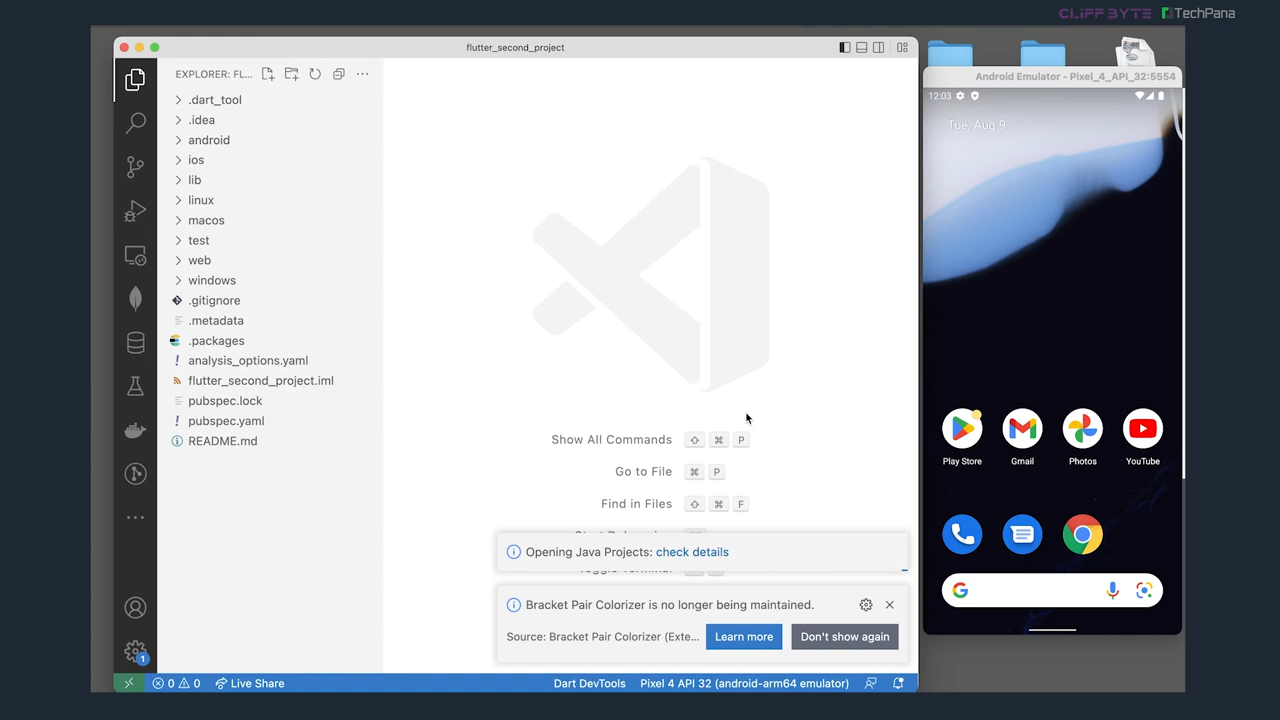 CLIFFBYTE TechPana
flutter_second_project
EXPLORER: FL...
.dart_tool
.idea
android
ios
lib
linux
macos
test
web
windows
.gitignore
.metadata
.packages
analysis_options.yaml
flutter_second_project.iml
pubspec.lock
pubspec.yaml
README.md
Show All Commands ⇧ ⌘ P
Go to File ⌘ P
Find in Files ⇧ ⌘ F
Opening Java Projects: check details
Bracket Pair Colorizer is no longer being maintained.
Source: Bracket Pair Colorizer (Exte... Learn more Don't show again
1
0 0 Live Share Dart DevTools Pixel 4 API 32 (android-arm64 emulator)
Android Emulator - Pixel_4_API_32:5554
12:03
Tue, Aug 9
Play Store Gmail Photos YouTube